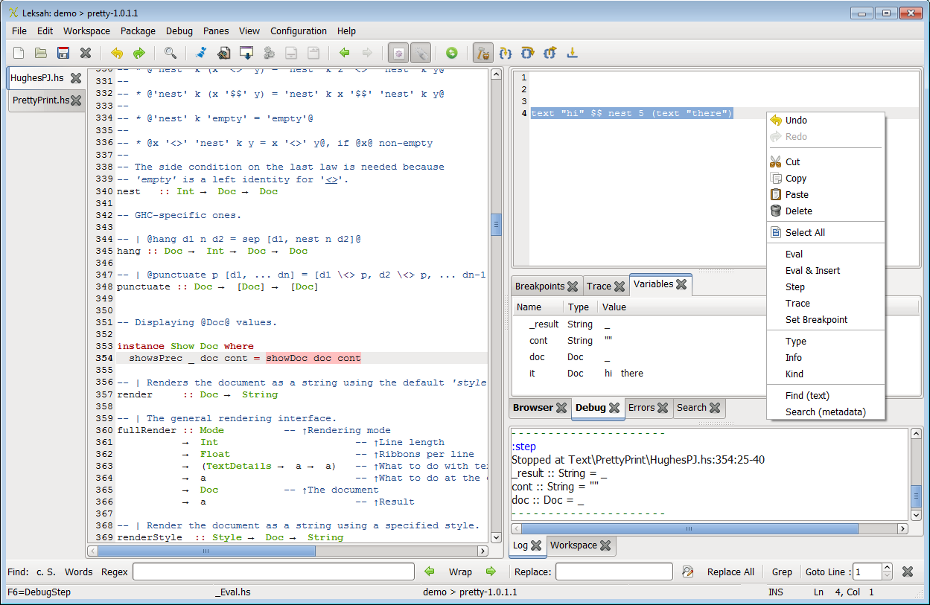 Leksah: demo > pretty-1.0.1.1
File Edit Workspace Package Debug Panes View Configuration Help
HughesPJ.hs
PrettyPrint.hs
331 --
332 -- * @'nest' k (x '$$' y) = 'nest' k x '$$' 'nest' k y@
333 --
334 -- * @'nest' k 'empty' = 'empty'@
335 --
336 -- * @x '<>' 'nest' k y = x '<>' y@, if @x@ non-empty
337 --
338 -- The side condition on the last law is needed because
339 -- 'empty' is a left identity for '<>'.
340 nest :: Int → Doc → Doc
341
342 -- GHC-specific ones.
343
344 -- | @hang d1 n d2 = sep [d1, nest n d2]@
345 hang :: Doc → Int → Doc → Doc
346
347 -- | @punctuate p [d1, ... dn] = [d1 \<> p, d2 \<> p, ... dn-1
348 punctuate :: Doc → [Doc] → [Doc]
349
350
351 -- Displaying @Doc@ values.
352
353 instance Show Doc where
354 showsPrec _ doc cont = showDoc doc cont
355
356 -- | Renders the document as a string using the default 'style
357 render :: Doc → String
358
359 -- | The general rendering interface.
360 fullRender :: Mode -- ↑Rendering mode
361 → Int -- ↑Line length
362 → Float -- ↑Ribbons per line
363 → (TextDetails → a → a) -- ↑What to do with te
364 → a -- ↑What to do at the
365 → Doc -- ↑The document
366 → a -- ↑Result
367
368 -- | Render the document as a string using a specified style.
369 renderStyle :: Style → Doc → String
1
2
3
4 text "hi" $$ nest 5 (text "there")
Undo
Redo
Cut
Copy
Paste
Delete
Select All
Eval
Eval & Insert
Step
Trace
Set Breakpoint
Type
Info
Kind
Find (text)
Search (metadata)
Breakpoints Trace Variables
Name Type Value
_result String _
cont String ""
doc Doc _
it Doc hi there
Browser Debug Errors Search
:step
Stopped at Text\PrettyPrint\HughesPJ.hs:354:25-40
_result :: String = _
cont :: String = ""
doc :: Doc = _
Log Workspace
Find: c. S. Words Regex Wrap Replace: Replace All Grep Goto Line : 1
F6=DebugStep _Eval.hs demo > pretty-1.0.1.1 INS Ln 4, Col 1